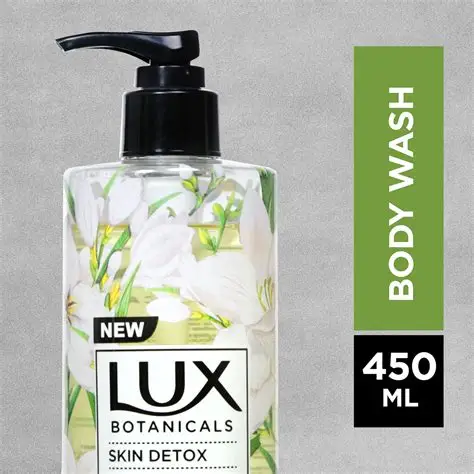 NEW
LUX
BOTANICALS
SKIN DETOX
BODY WASH
450
ML